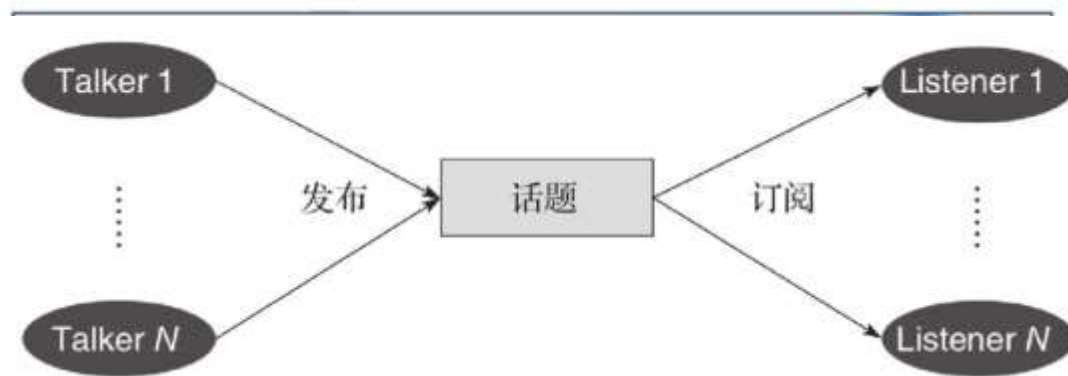 Talker 1
Listener 1
发布
话题
订阅
Talker N
Listener N